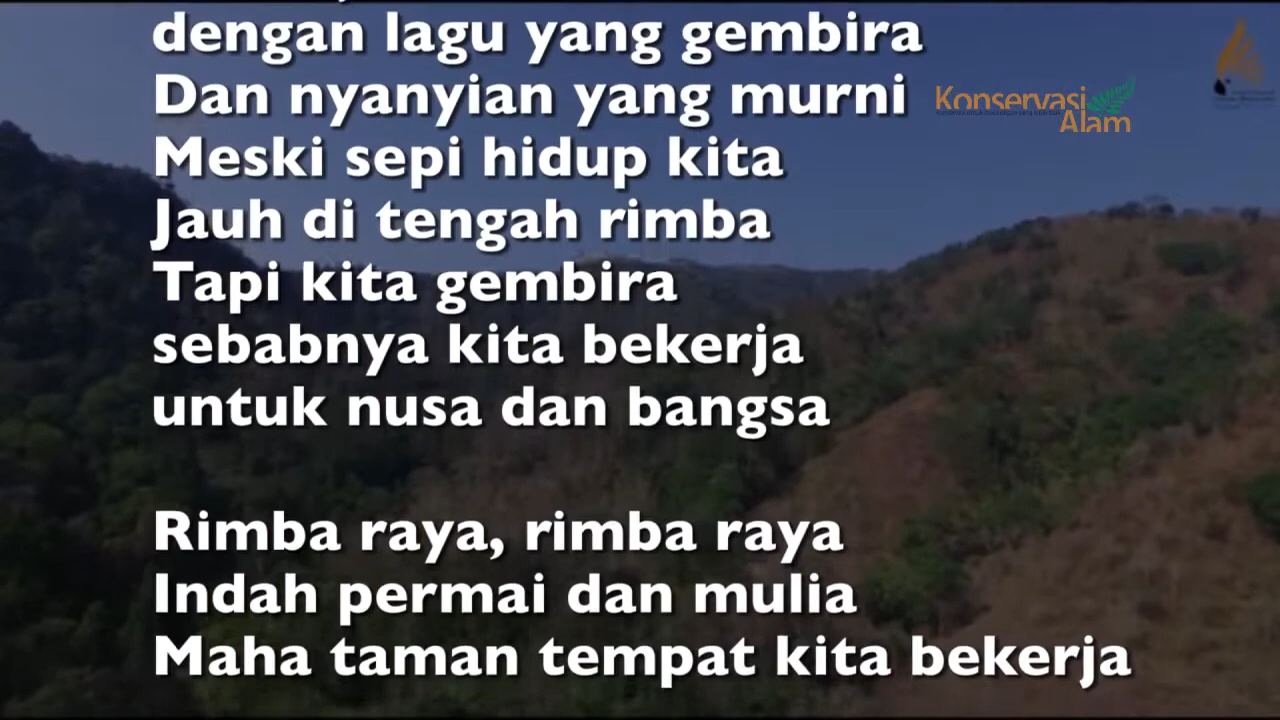 dengan lagu yang gembira
Dan nyanyian yang murni
Konservasi
Alam
Meski sepi hidup kita
Jauh di tengah rimba
Tapi kita gembira
sebabnya kita bekerja
untuk nusa dan bangsa
Rimba raya, rimba raya
Indah permai dan mulia
Maha taman tempat kita bekerja